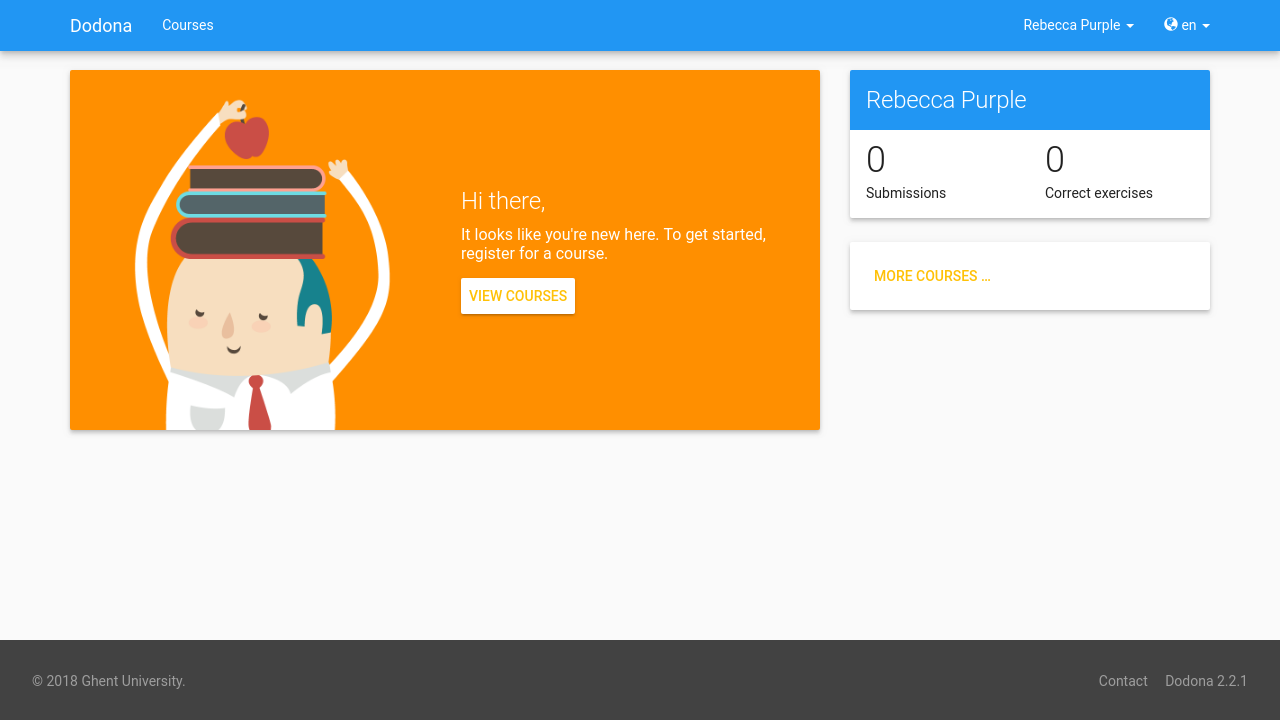 Dodona
Courses
Rebecca Purple
en
Hi there,
It looks like you're new here. To get started,
register for a course.
VIEW COURSES
Rebecca Purple
0
Submissions
0
Correct exercises
MORE COURSES ...
© 2018 Ghent University.
Contact
Dodona 2.2.1